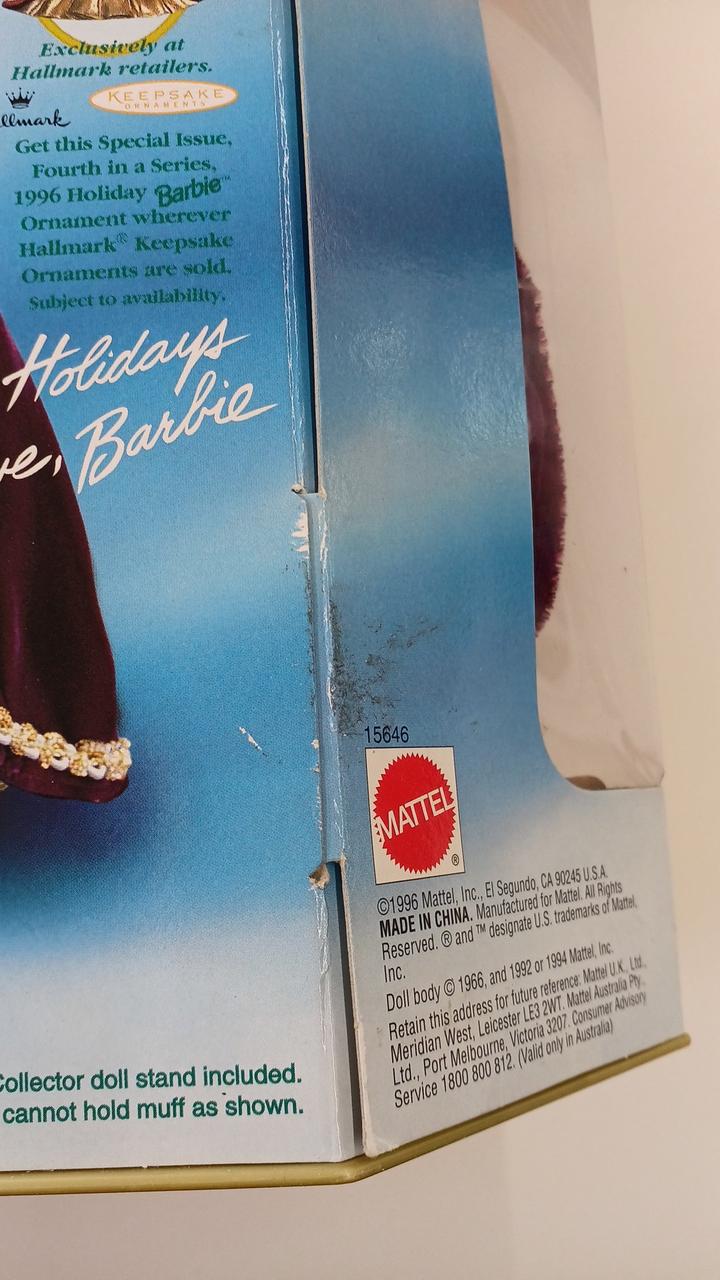 Exclusively at
Hallmark retailers.
KEEPSAKE
ORNAMENTS
Get this Special Issue,
Fourth in a Series,
1996 Holiday Barbie™
Ornament wherever
Hallmark® Keepsake
Ornaments are sold.
Subject to availability.
Holidays
Barbie
Collector doll stand included.
cannot hold muff as shown.
15646
MATTEL
®
©1996 Mattel, Inc., El Segundo, CA 90245 U.S.A.
MADE IN CHINA. Manufactured for Mattel. All Rights
Reserved. ® and ™ designate U.S. trademarks of Mattel,
Inc.
Doll body © 1966, and 1992 or 1994 Mattel, Inc.
Retain this address for future reference: Mattel U.K., Ltd.,
Meridian West, Leicester LE3 2WT. Mattel Australia Pty.,
Ltd., Port Melbourne, Victoria 3207. Consumer Advisory
Service 1800 800 812. (Valid only in Australia)